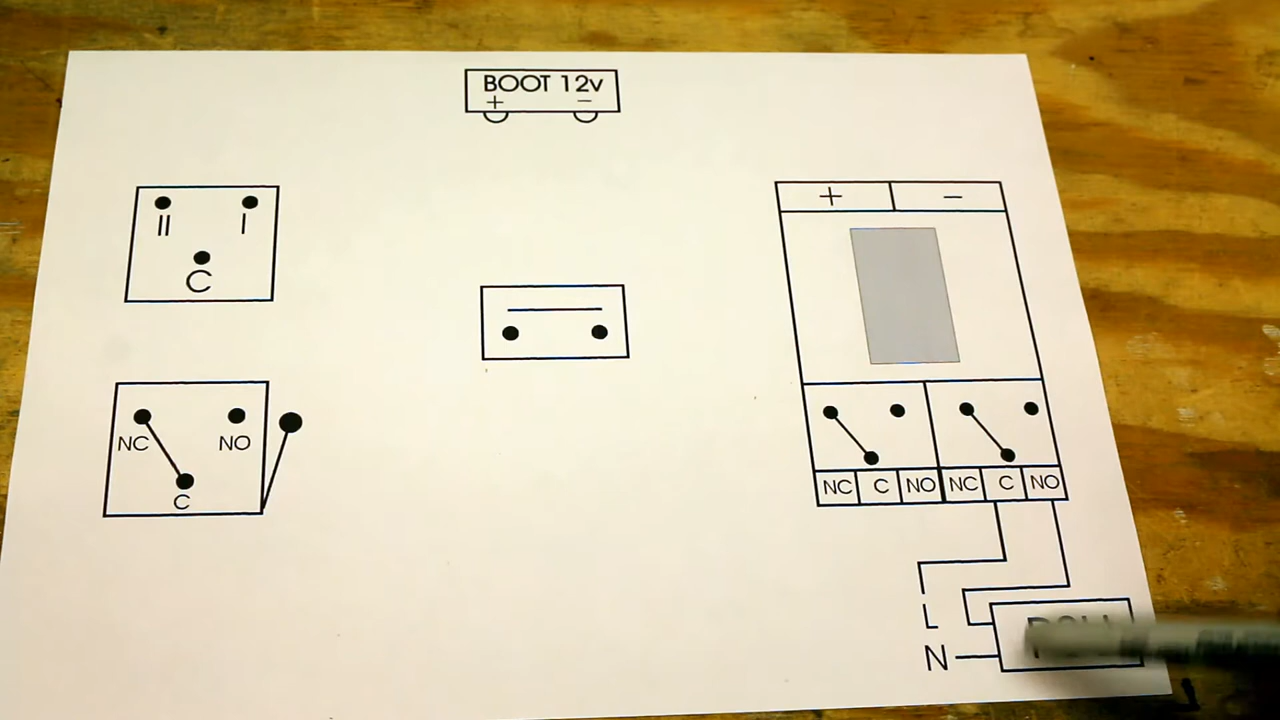 BOOT 12v
+ −
+ −
II I
C
NC NO
C
NC C NO NC C NO
L
N